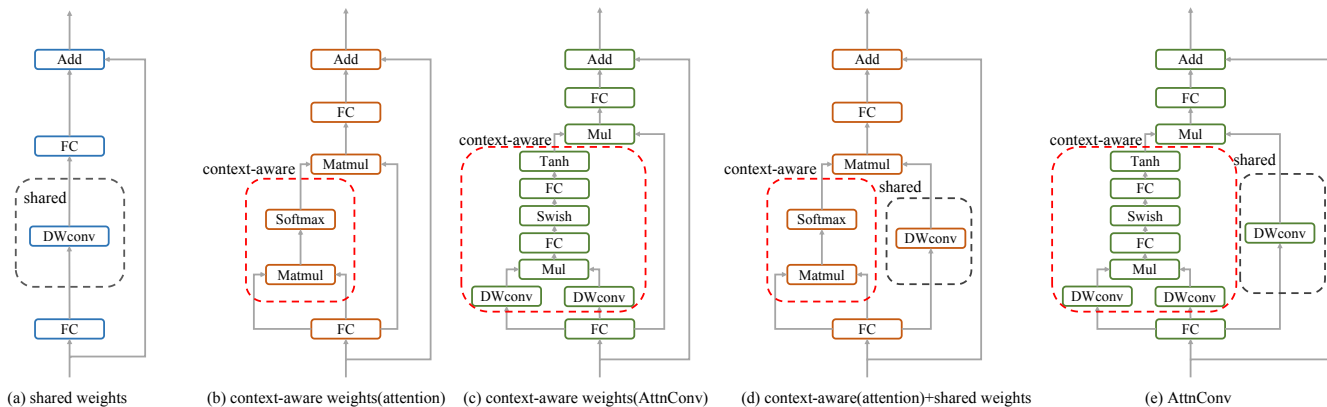 Add
FC
shared
DWconv
FC
(a) shared weights
Add
FC
Matmul
context-aware
Softmax
Matmul
FC
(b) context-aware weights(attention)
Add
FC
Mul
context-aware
Tanh
FC
Swish
FC
Mul
DWconv DWconv
FC
(c) context-aware weights(AttnConv)
Add
FC
Matmul
context-aware
shared
Softmax
DWconv
Matmul
FC
(d) context-aware(attention)+shared weights
Add
FC
Mul
context-aware
Tanh
shared
FC
Swish
DWconv
FC
Mul
DWconv DWconv
FC
(e) AttnConv